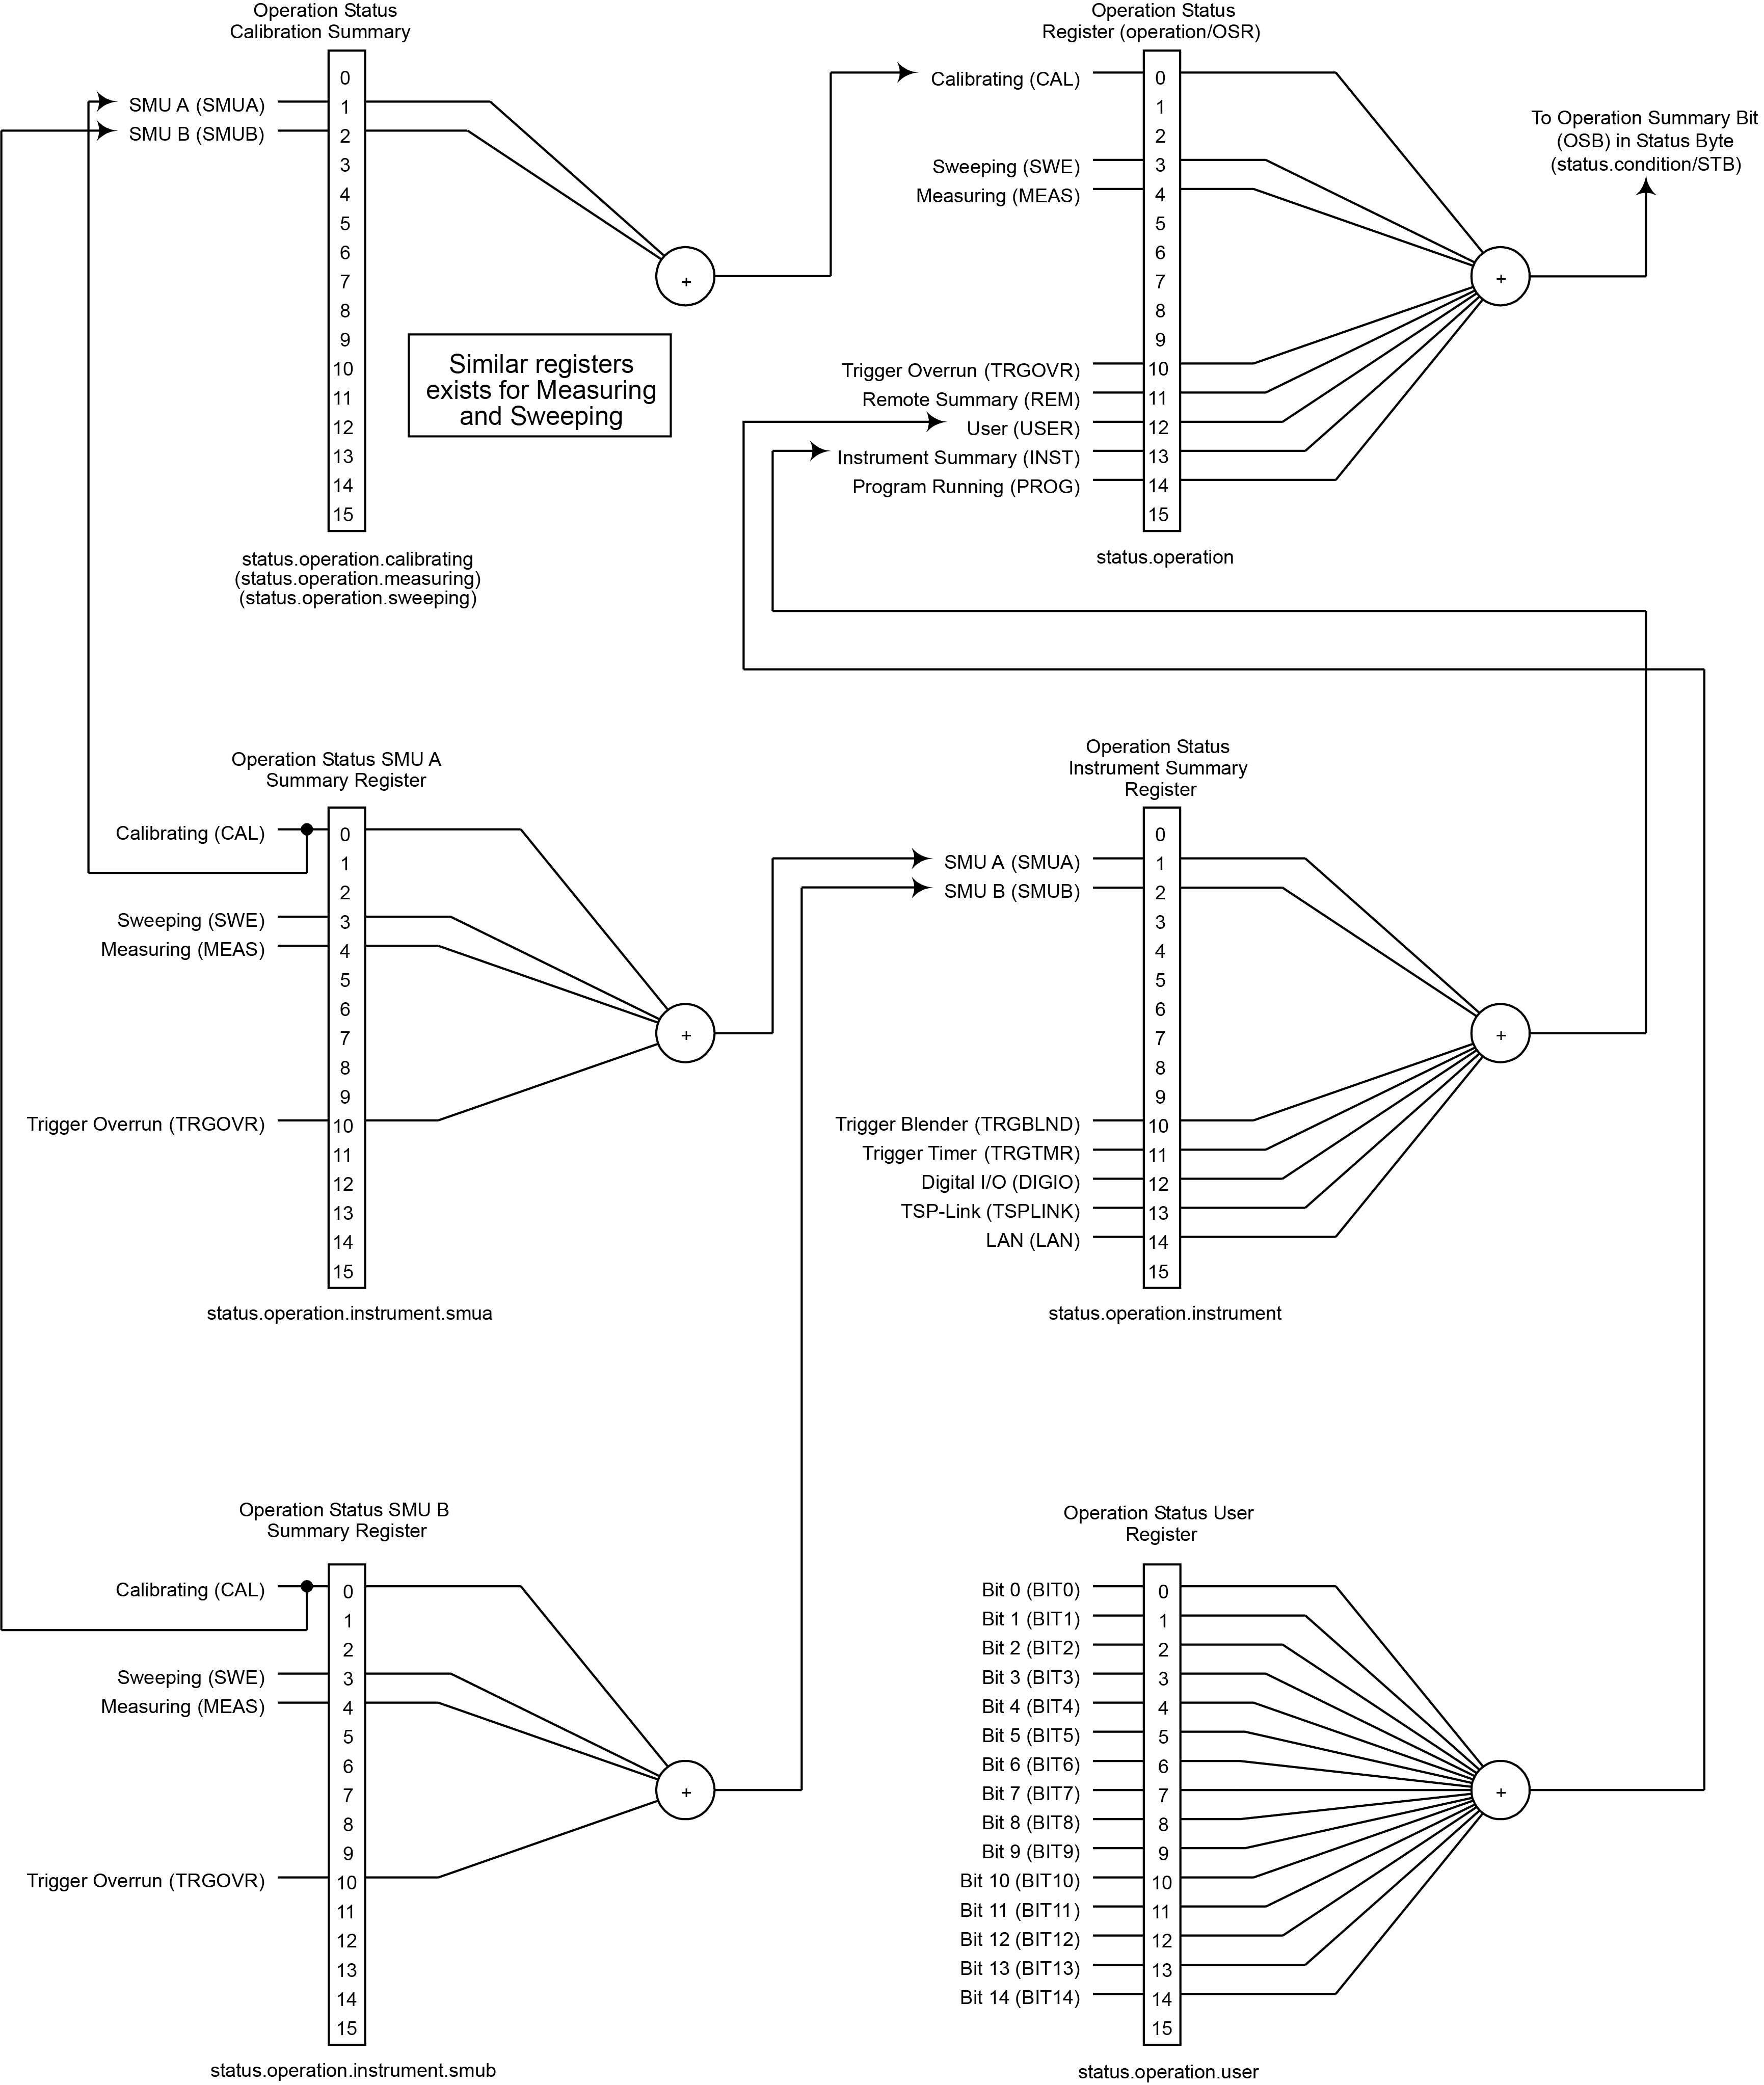 Operation Status
Calibration Summary
SMU A (SMUA)
SMU B (SMUB)
0
1
2
3
4
5
6
7
8
9
10
11
12
13
14
15
+
Similar registers
exists for Measuring
and Sweeping
status.operation.calibrating
(status.operation.measuring)
(status.operation.sweeping)
Operation Status
Register (operation/OSR)
Calibrating (CAL)
Sweeping (SWE)
Measuring (MEAS)
Trigger Overrun (TRGOVR)
Remote Summary (REM)
User (USER)
Instrument Summary (INST)
Program Running (PROG)
0
1
2
3
4
5
6
7
8
9
10
11
12
13
14
15
+
To Operation Summary Bit
(OSB) in Status Byte
(status.condition/STB)
status.operation
Operation Status SMU A
Summary Register
Calibrating (CAL)
Sweeping (SWE)
Measuring (MEAS)
Trigger Overrun (TRGOVR)
0
1
2
3
4
5
6
7
8
9
10
11
12
13
14
15
+
status.operation.instrument.smua
Operation Status
Instrument Summary
Register
SMU A (SMUA)
SMU B (SMUB)
Trigger Blender (TRGBLND)
Trigger Timer (TRGTMR)
Digital I/O (DIGIO)
TSP-Link (TSPLINK)
LAN (LAN)
0
1
2
3
4
5
6
7
8
9
10
11
12
13
14
15
+
status.operation.instrument
Operation Status SMU B
Summary Register
Calibrating (CAL)
Sweeping (SWE)
Measuring (MEAS)
Trigger Overrun (TRGOVR)
0
1
2
3
4
5
6
7
8
9
10
11
12
13
14
15
+
status.operation.instrument.smub
Operation Status User
Register
Bit 0 (BIT0)
Bit 1 (BIT1)
Bit 2 (BIT2)
Bit 3 (BIT3)
Bit 4 (BIT4)
Bit 5 (BIT5)
Bit 6 (BIT6)
Bit 7 (BIT7)
Bit 8 (BIT8)
Bit 9 (BIT9)
Bit 10 (BIT10)
Bit 11 (BIT11)
Bit 12 (BIT12)
Bit 13 (BIT13)
Bit 14 (BIT14)
0
1
2
3
4
5
6
7
8
9
10
11
12
13
14
15
+
status.operation.user